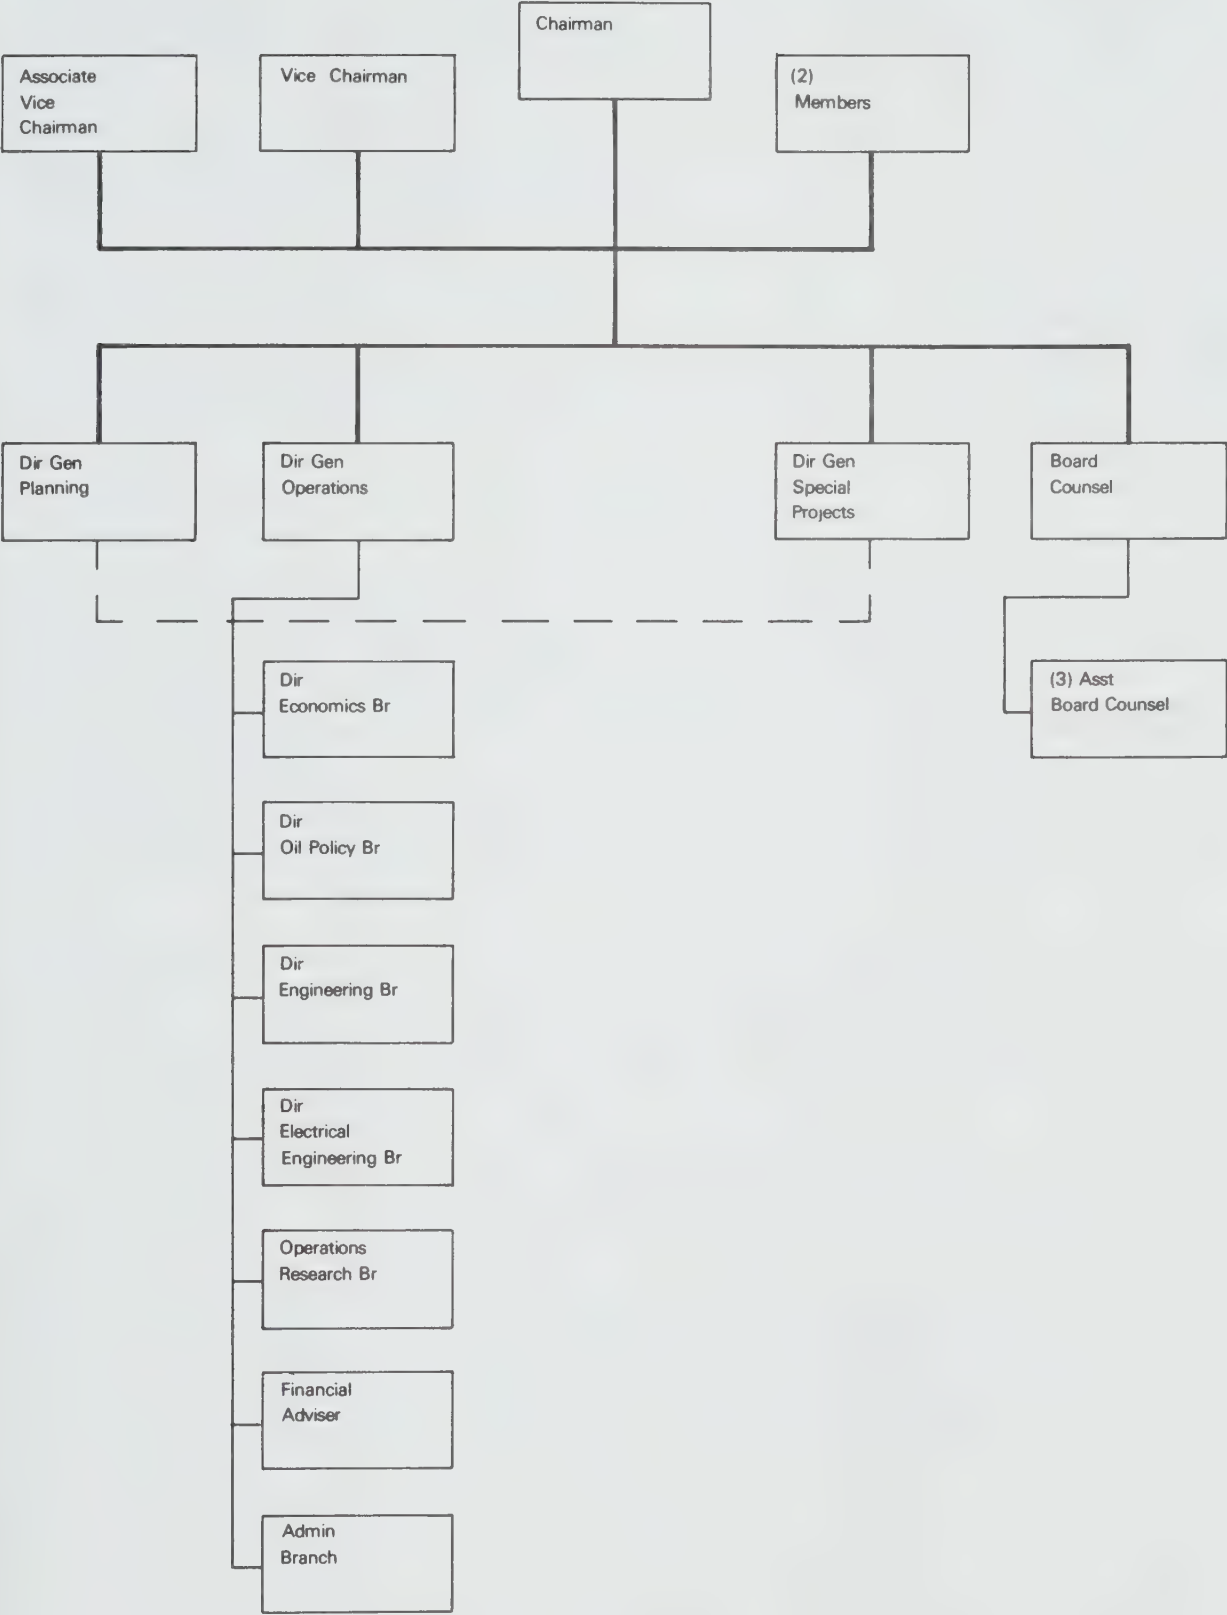 Chairman
Associate
Vice
Chairman
Vice Chairman
(2)
Members
Dir Gen
Planning
Dir Gen
Operations
Dir Gen
Special
Projects
Board
Counsel
Dir
Economics Br
(3) Asst
Board Counsel
Dir
Oil Policy Br
Dir
Engineering Br
Dir
Electrical
Engineering Br
Operations
Research Br
Financial
Adviser
Admin
Branch